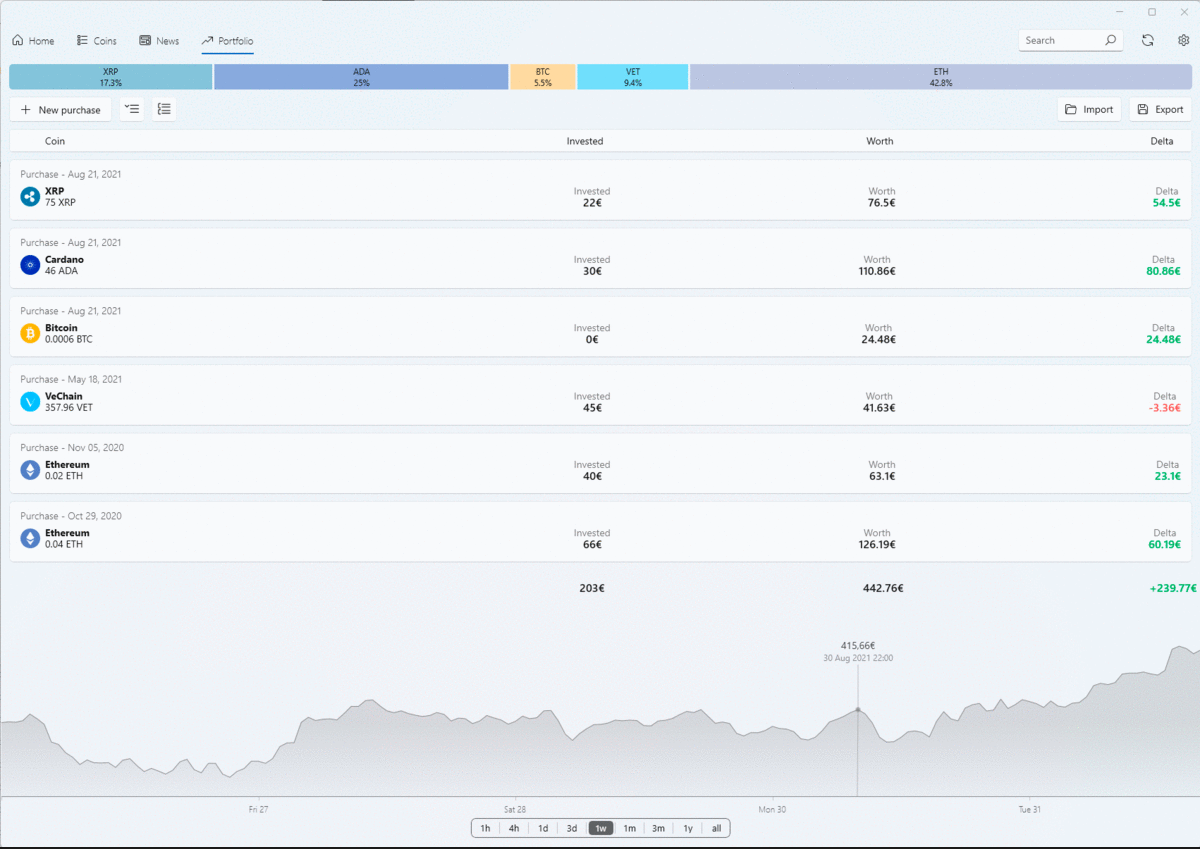 Home Coins News Portfolio Search
XRP ADA BTC VET ETH
17.3% 25% 5.5% 9.4% 42.8%
New purchase Import Export
Coin Invested Worth Delta
Purchase - Aug 21, 2021
XRP Invested Worth Delta
75 XRP 22€ 76.5€ 54.5€
Purchase - Aug 21, 2021
Cardano Invested Worth Delta
46 ADA 30€ 110.86€ 80.86€
Purchase - Aug 21, 2021
Bitcoin Invested Worth Delta
0.0006 BTC 0€ 24.48€ 24.48€
Purchase - May 18, 2021
VeChain Invested Worth Delta
357.96 VET 45€ 41.63€ -3.36€
Purchase - Nov 05, 2020
Ethereum Invested Worth Delta
0.02 ETH 40€ 63.1€ 23.1€
Purchase - Oct 29, 2020
Ethereum Invested Worth Delta
0.04 ETH 66€ 126.19€ 60.19€
203€ 442.76€ +239.77€
415,66€
30 Aug 2021 22:00
Fri 27 Sat 28 Mon 30 Tue 31
1h 4h 1d 3d 1w 1m 3m 1y all